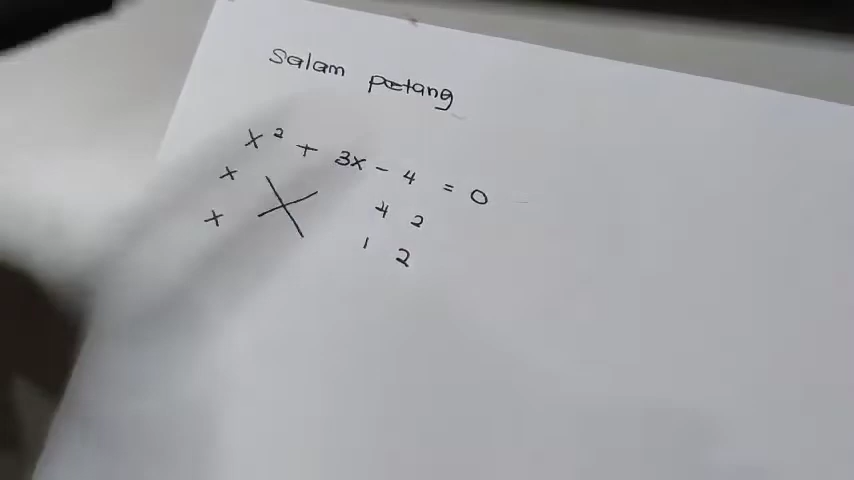 Salam petang
x² + 3x - 4 = 0
x 4 2
x 1 2